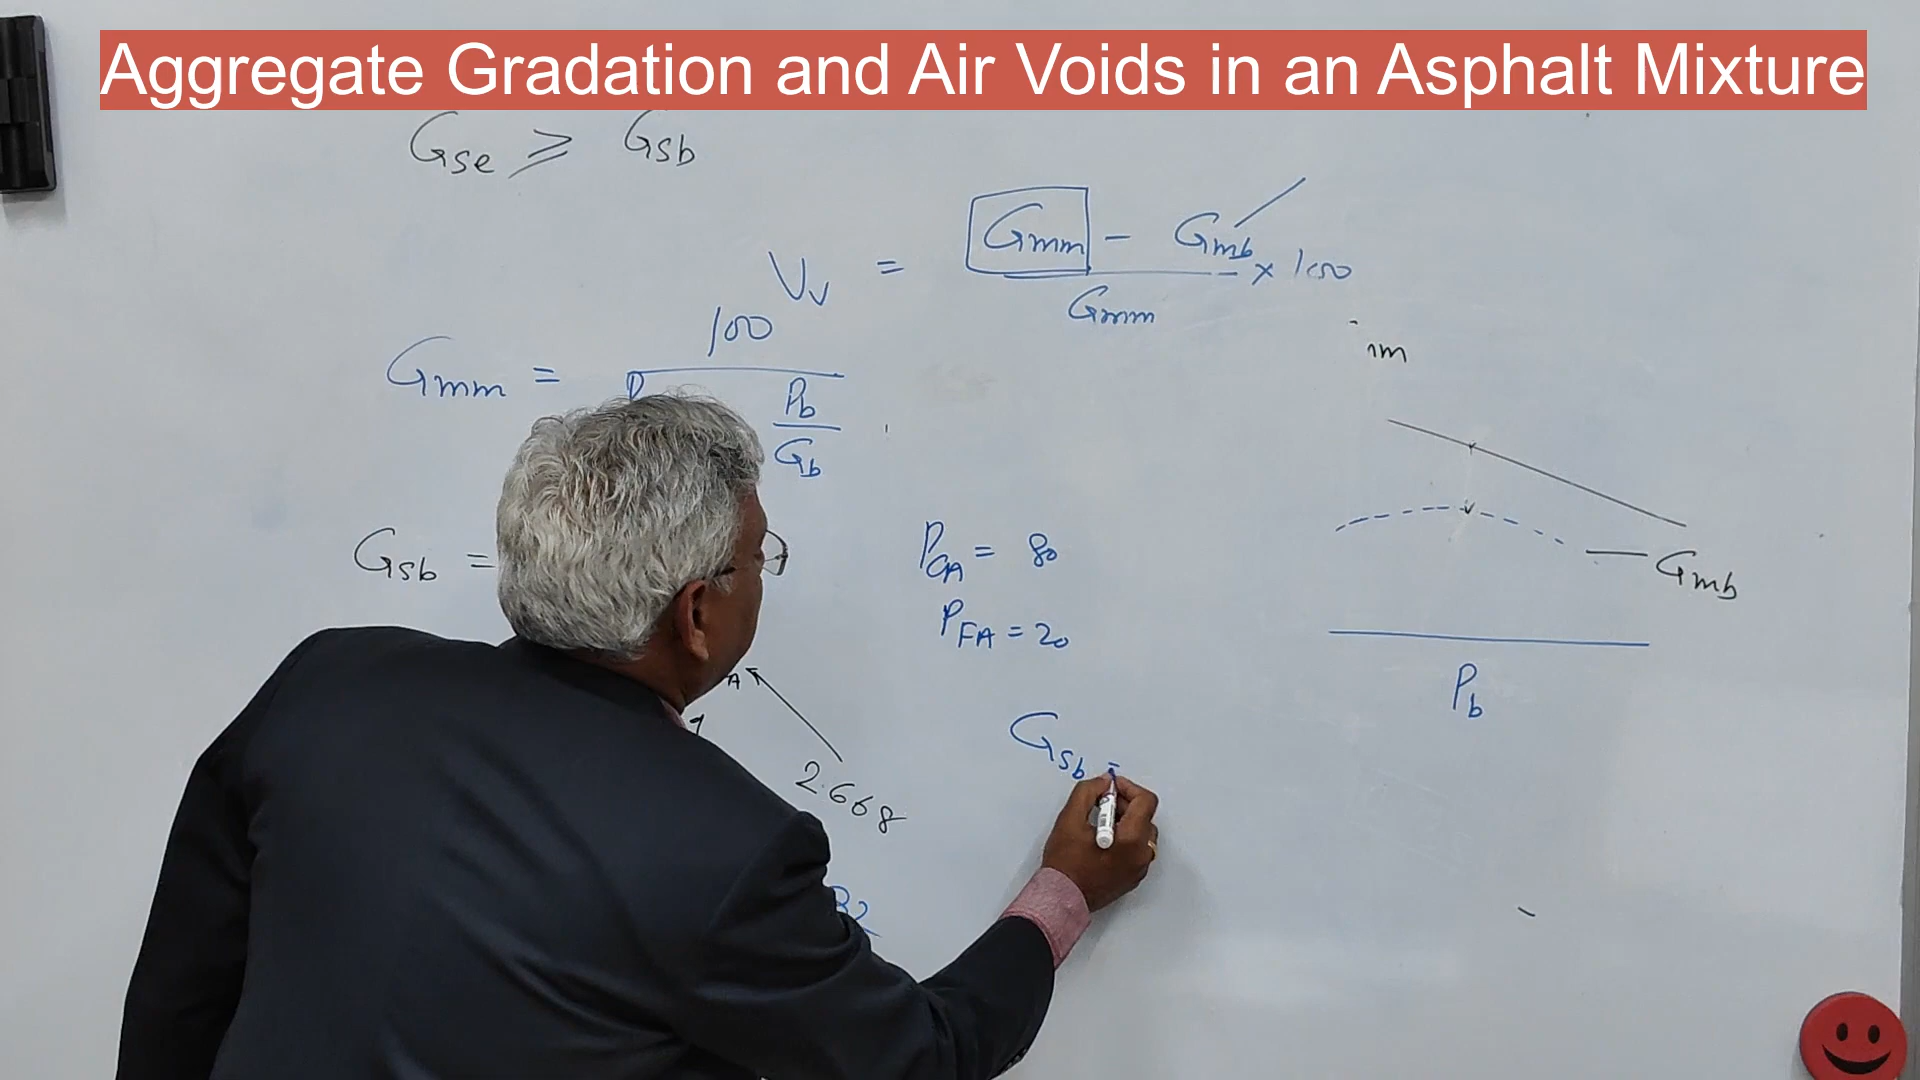 Aggregate Gradation and Air Voids in an Asphalt Mixture
Gse ⩾ Gsb
Vv = Gmm - Gmb × 100
Gmm
Gmm = 100
P
Pb
Gb
Gsb =
PCA = 80
PFA = 20
A
2.668
Gsb =
32
m
Gmb
Pb